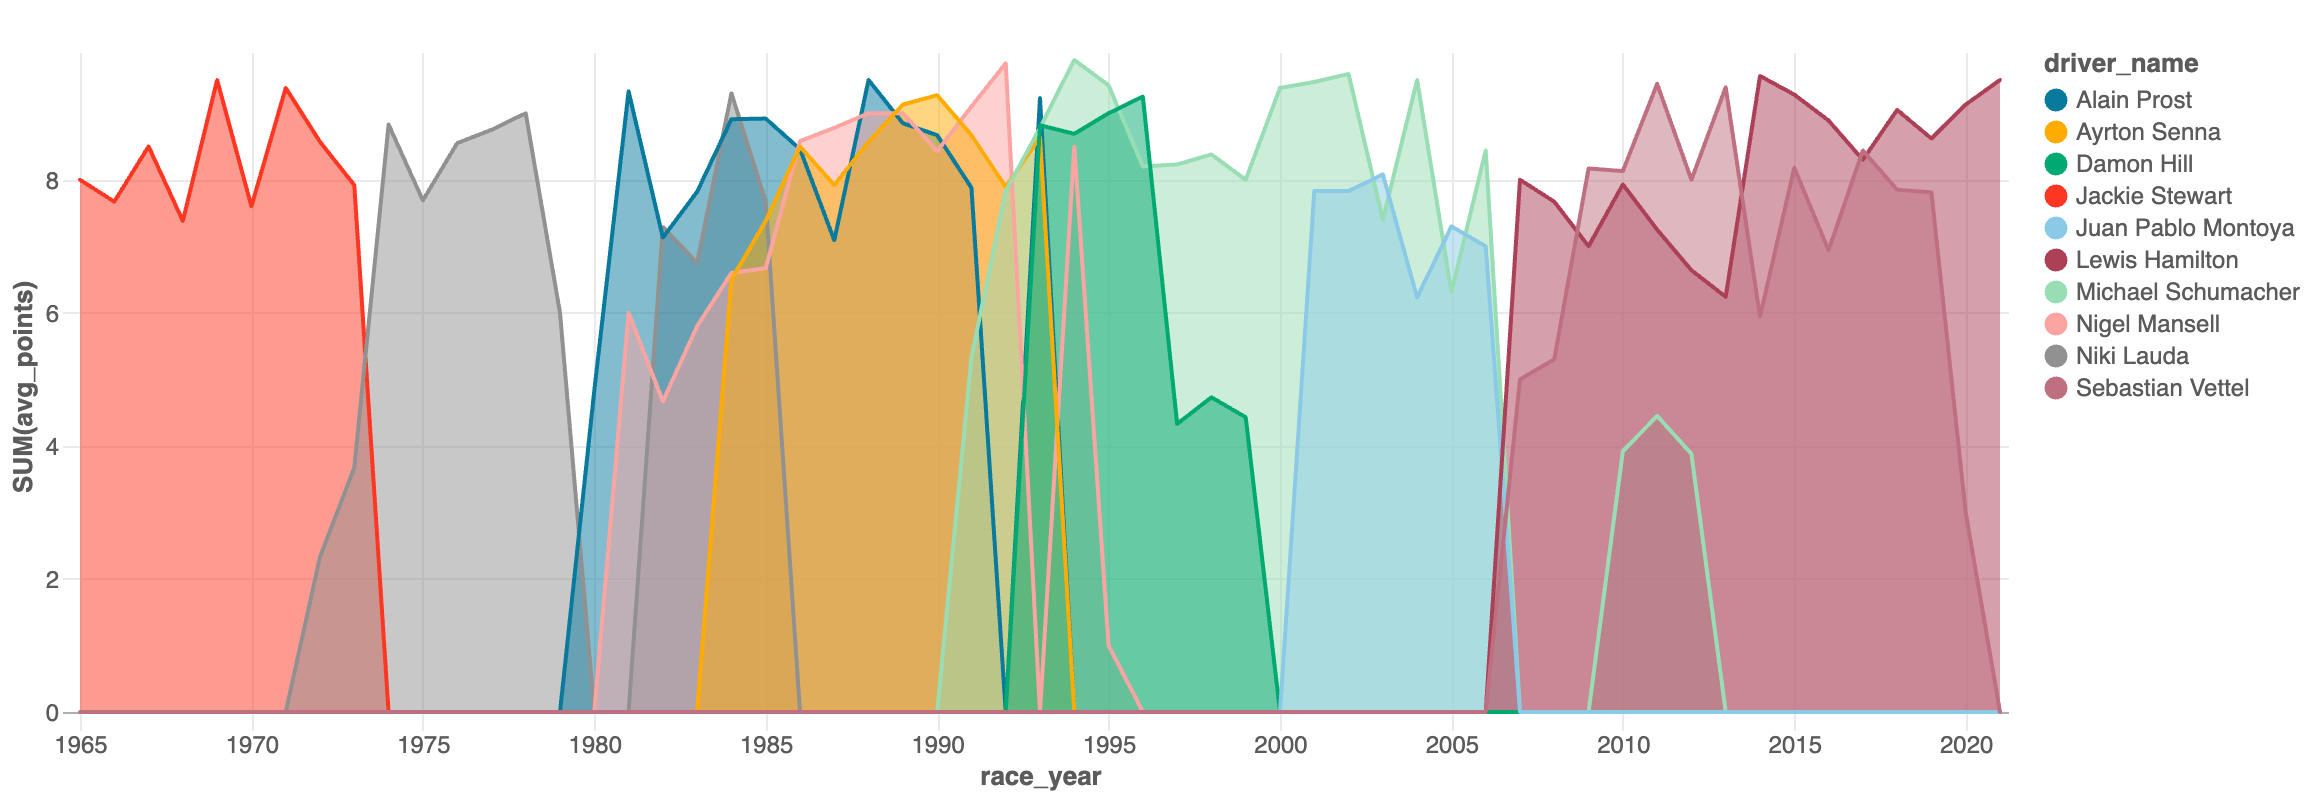 driver_name
Alain Prost
Ayrton Senna
Damon Hill
Jackie Stewart
Juan Pablo Montoya
Lewis Hamilton
Michael Schumacher
Nigel Mansell
Niki Lauda
Sebastian Vettel
SUM(avg_points)
8
6
4
2
0
1965 1970 1975 1980 1985 1990 1995 2000 2005 2010 2015 2020
race_year